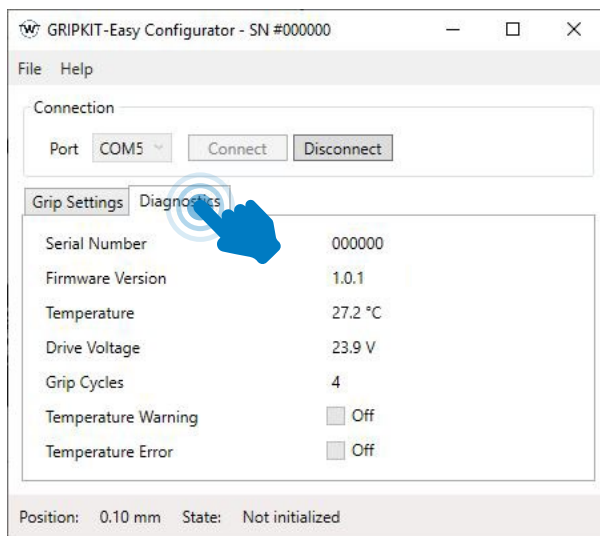 GRIPKIT-Easy Configurator - SN #000000
File Help
Connection
Port COM5 Connect Disconnect
Grip Settings Diagnostics
Serial Number 000000
Firmware Version 1.0.1
Temperature 27.2 °C
Drive Voltage 23.9 V
Grip Cycles 4
Temperature Warning Off
Temperature Error Off
Position: 0.10 mm State: Not initialized